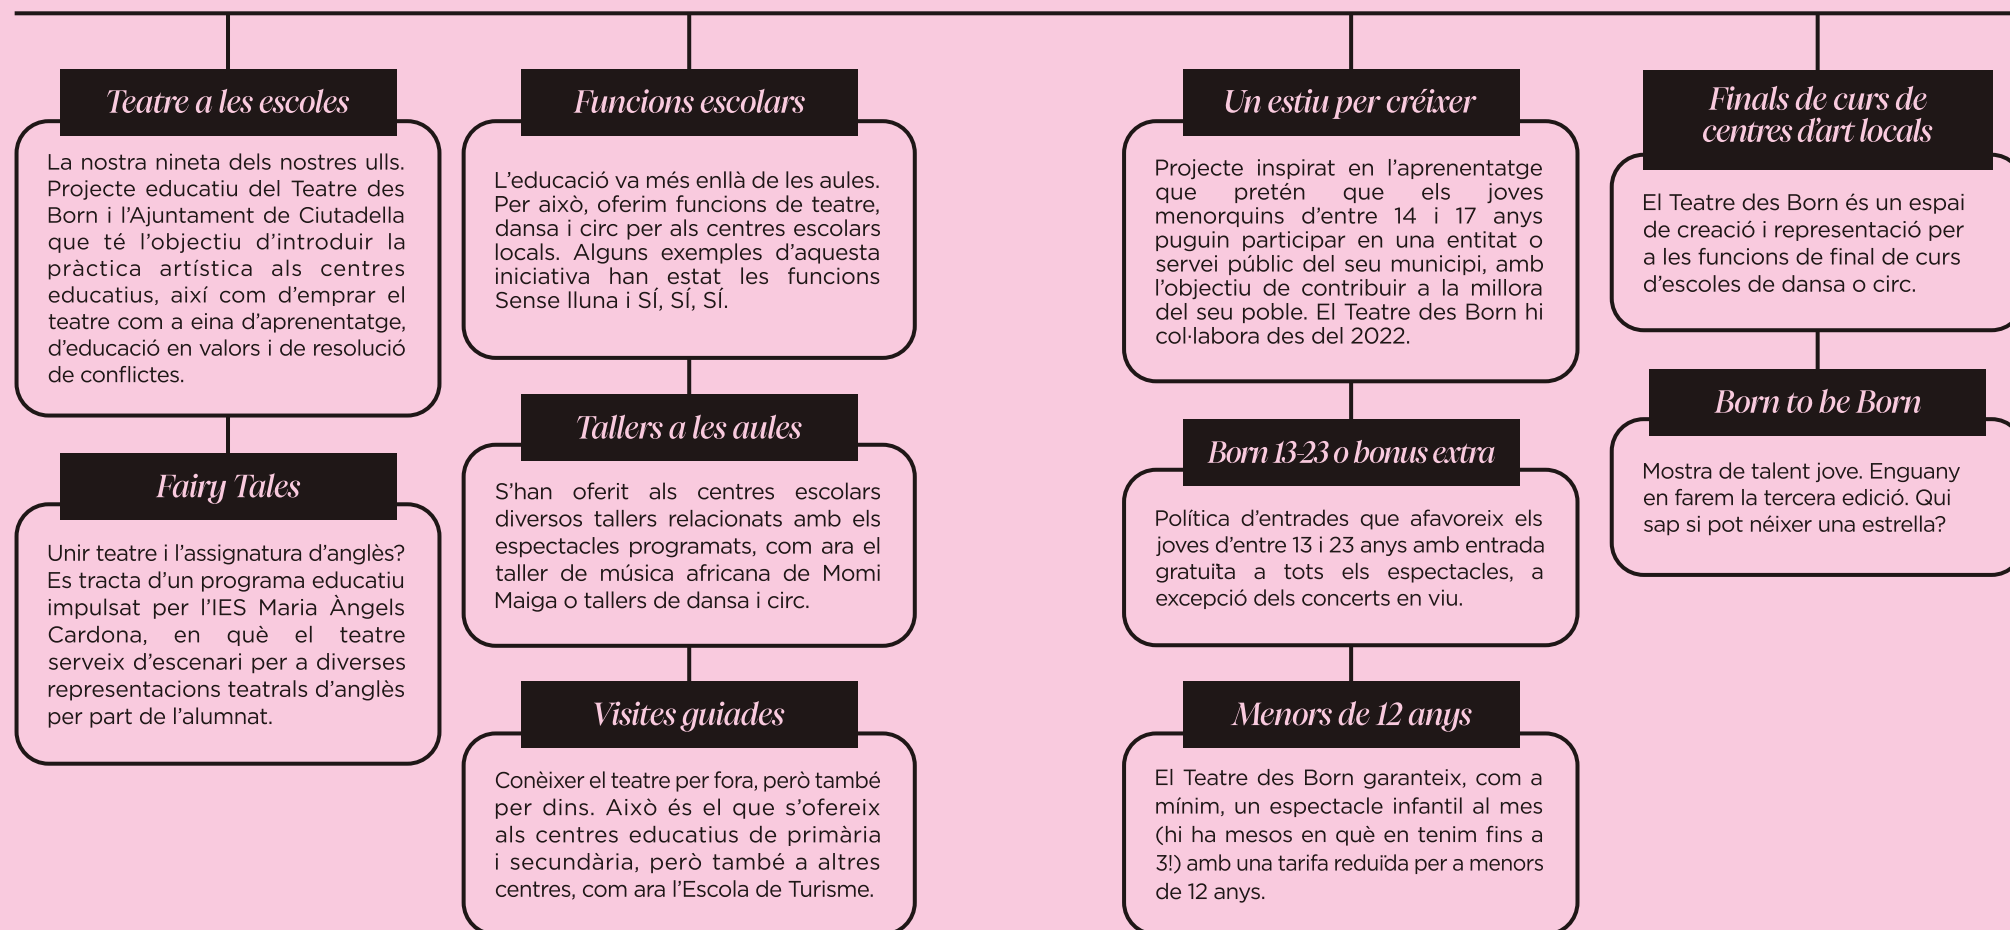 Teatre a les escoles
La nostra nineta dels nostres ulls.
Projecte educatiu del Teatre des
Born i l’Ajuntament de Ciutadella
que té l’objectiu d’introduir la
pràctica artística als centres
educatius, així com d’emprar el
teatre com a eina d’aprenentatge,
d’educació en valors i de resolució
de conflictes.
Fairy Tales
Unir teatre i l’assignatura d’anglès?
Es tracta d’un programa educatiu
impulsat per l’IES Maria Àngels
Cardona, en què el teatre
serveix d’escenari per a diverses
representacions teatrals d’anglès
per part de l’alumnat.
Funcions escolars
L’educació va més enllà de les aules.
Per això, oferim funcions de teatre,
dansa i circ per als centres escolars
locals. Alguns exemples d’aquesta
iniciativa han estat les funcions
Sense lluna i SÍ, SÍ, SÍ.
Tallers a les aules
S’han oferit als centres escolars
diversos tallers relacionats amb els
espectacles programats, com ara el
taller de música africana de Momi
Maiga o tallers de dansa i circ.
Visites guiades
Conèixer el teatre per fora, però també
per dins. Això és el que s’ofereix
als centres educatius de primària
i secundària, però també a altres
centres, com ara l’Escola de Turisme.
Un estiu per créixer
Projecte inspirat en l’aprenentatge
que pretén que els joves
menorquins d’entre 14 i 17 anys
puguin participar en una entitat o
servei públic del seu municipi, amb
l’objectiu de contribuir a la millora
del seu poble. El Teatre des Born hi
col·labora des del 2022.
Born 13-23 o bonus extra
Política d’entrades que afavoreix els
joves d’entre 13 i 23 anys amb entrada
gratuïta a tots els espectacles, a
excepció dels concerts en viu.
Menors de 12 anys
El Teatre des Born garanteix, com a
mínim, un espectacle infantil al mes
(hi ha mesos en què en tenim fins a
3!) amb una tarifa reduïda per a menors
de 12 anys.
Finals de curs de
centres d’art locals
El Teatre des Born és un espai
de creació i representació per
a les funcions de final de curs
d’escoles de dansa o circ.
Born to be Born
Mostra de talent jove. Enguany
en farem la tercera edició. Qui
sap si pot néixer una estrella?